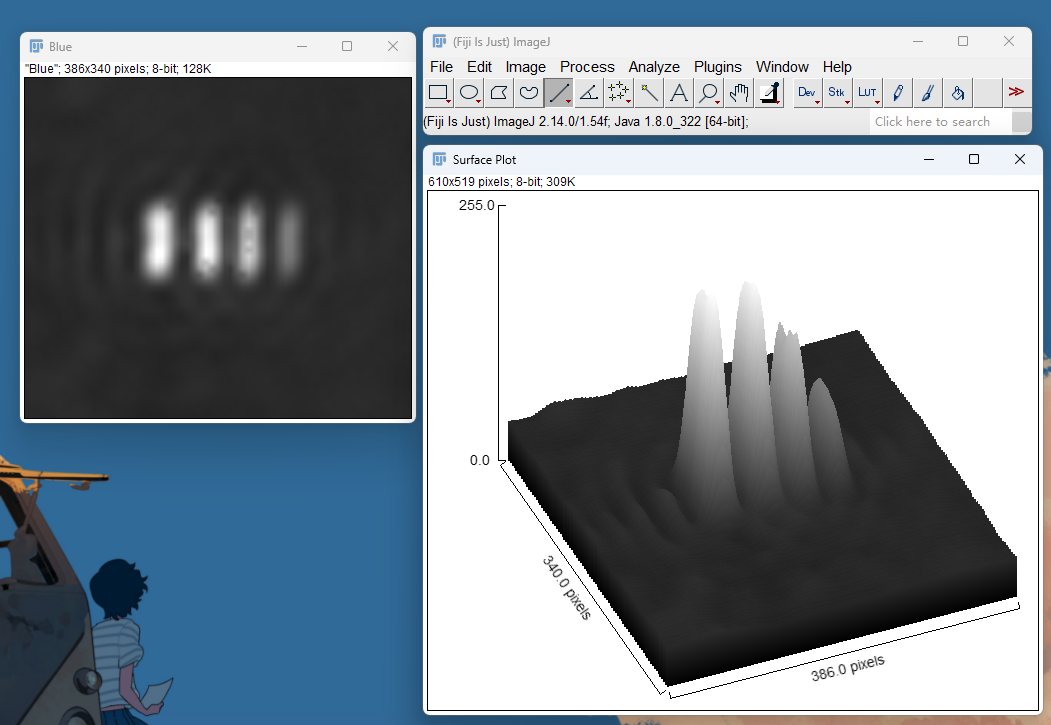 Blue
"Blue"; 386x340 pixels; 8-bit; 128K
(Fiji Is Just) ImageJ
File Edit Image Process Analyze Plugins Window Help
Dev Stk LUT
(Fiji Is Just) ImageJ 2.14.0/1.54f; Java 1.8.0_322 [64-bit];
Click here to search
Surface Plot
610x519 pixels; 8-bit; 309K
255.0
0.0
340.0 pixels
386.0 pixels